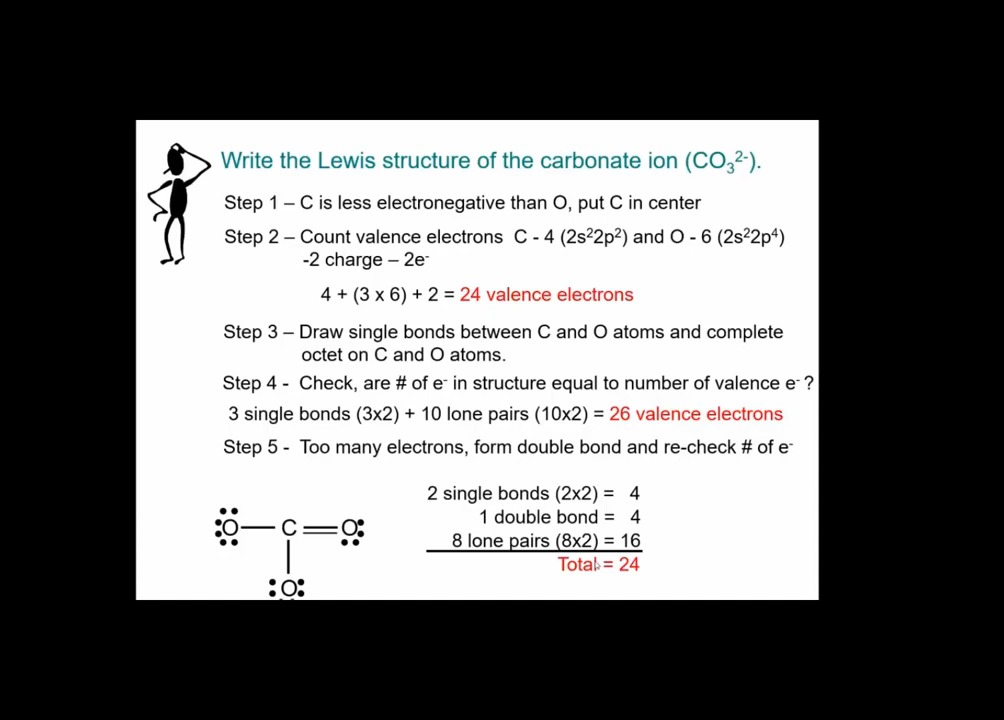 Write the Lewis structure of the carbonate ion (CO₃²⁻).
Step 1 – C is less electronegative than O, put C in center
Step 2 – Count valence electrons C - 4 (2s²2p²) and O - 6 (2s²2p⁴)
-2 charge – 2e⁻
4 + (3 x 6) + 2 = 24 valence electrons
Step 3 – Draw single bonds between C and O atoms and complete
octet on C and O atoms.
Step 4 - Check, are # of e⁻ in structure equal to number of valence e⁻ ?
3 single bonds (3x2) + 10 lone pairs (10x2) = 26 valence electrons
Step 5 - Too many electrons, form double bond and re-check # of e⁻
2 single bonds (2x2) = 4
1 double bond = 4
8 lone pairs (8x2) = 16
Total = 24
O C O
O